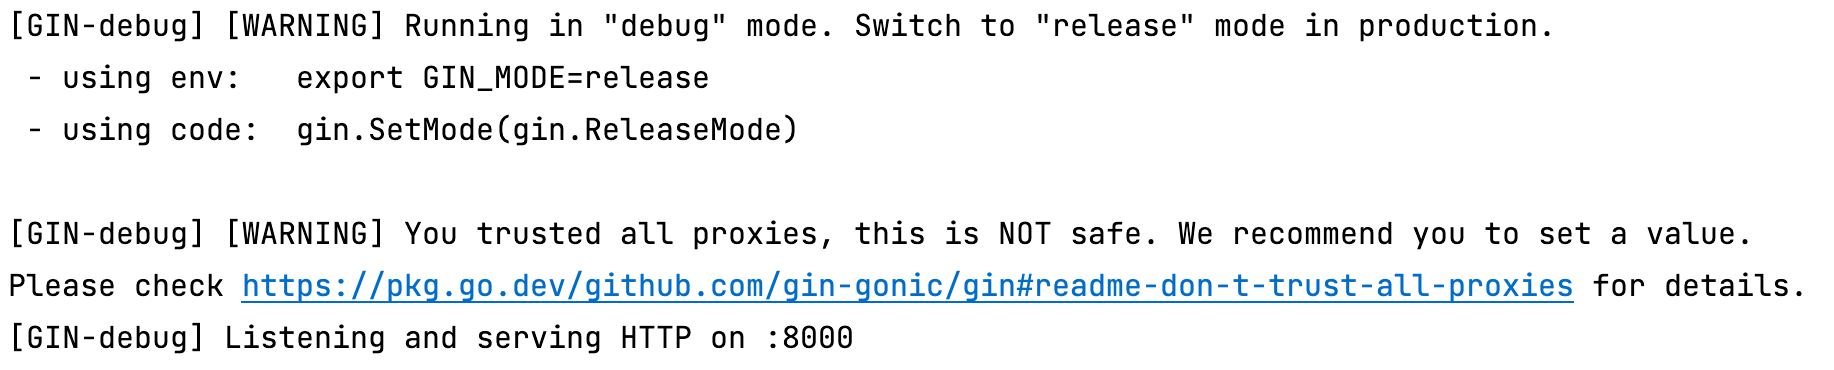 [GIN-debug] [WARNING] Running in "debug" mode. Switch to "release" mode in production.
 - using env:   export GIN_MODE=release
 - using code:  gin.SetMode(gin.ReleaseMode)

[GIN-debug] [WARNING] You trusted all proxies, this is NOT safe. We recommend you to set a value.
Please check https://pkg.go.dev/github.com/gin-gonic/gin#readme-don-t-trust-all-proxies for details.
[GIN-debug] Listening and serving HTTP on :8000